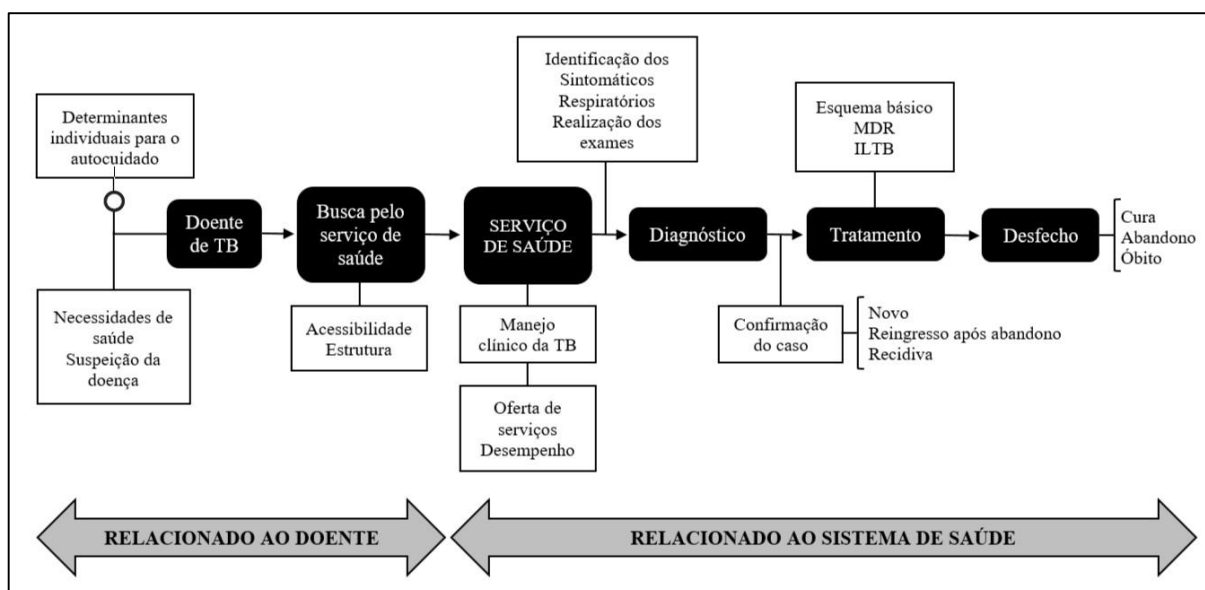 Determinantes
individuais para o
autocuidado
Necessidades de
saúde
Suspeição da
doença
Doente
de TB
Busca pelo
serviço de
saúde
Acessibilidade
Estrutura
SERVIÇO
DE SAÚDE
Manejo
clínico da TB
Oferta de
serviços
Desempenho
Identificação dos
Sintomáticos
Respiratórios
Realização dos
exames
Diagnóstico
Confirmação
do caso
Novo
Reingresso após abandono
Recidiva
Esquema básico
MDR
ILTB
Tratamento
Desfecho
Cura
Abandono
Óbito
RELACIONADO AO DOENTE
RELACIONADO AO SISTEMA DE SAÚDE